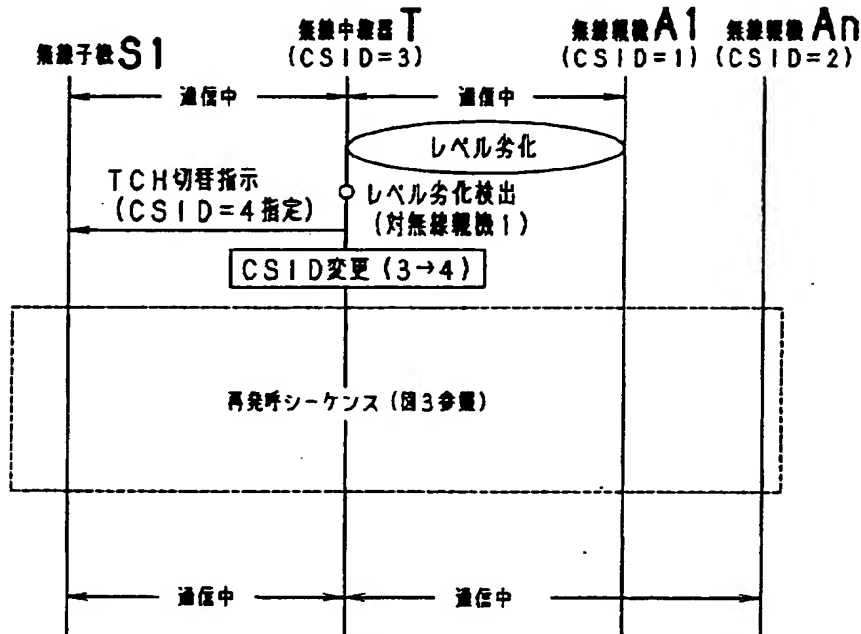 無線子機S1
無線中継器T
(CSID=3)
無線親機A1
(CSID=1)
無線親機An
(CSID=2)
通信中
通信中
レベル劣化
TCH切替指示
(CSID=4指定)
レベル劣化検出
(対無線親機1)
CSID変更(3→4)
再発呼シーケンス(図3参照)
通信中
通信中